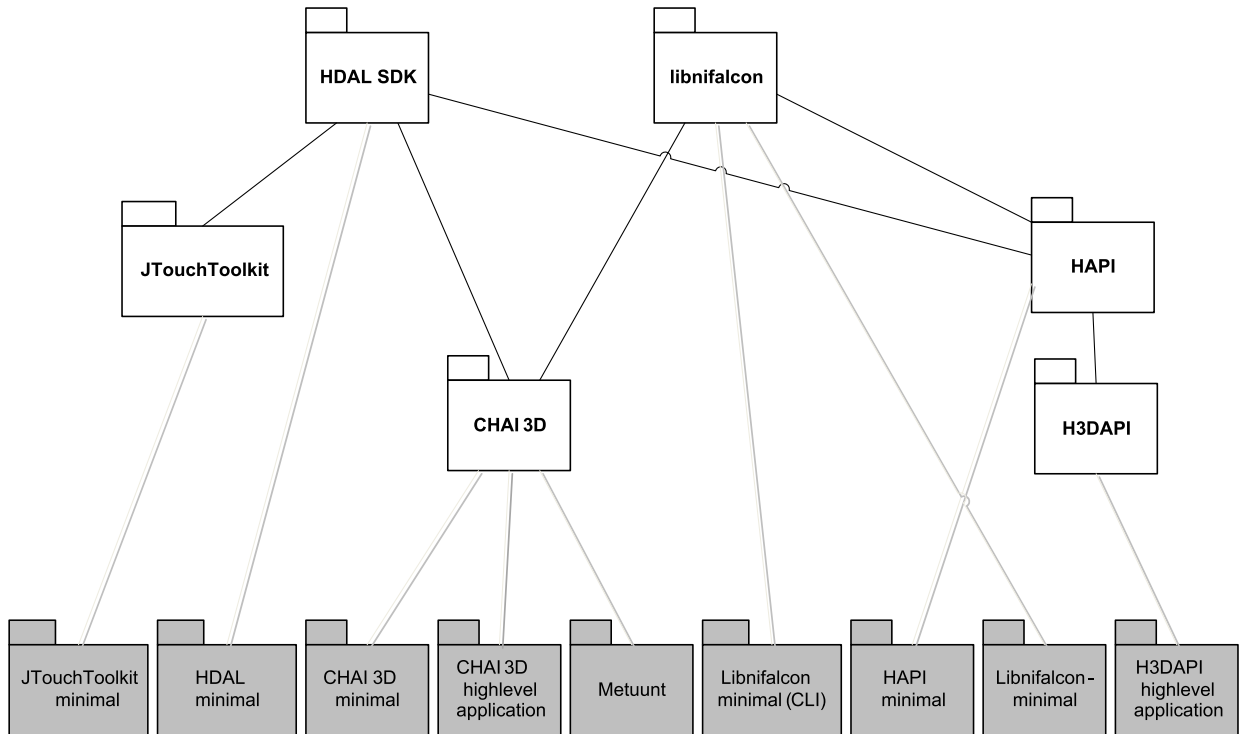 HDAL SDK
libnifalcon
JTouchToolkit
HAPI
CHAI 3D
H3DAPI
JTouchToolkit
minimal
HDAL
minimal
CHAI 3D
minimal
CHAI 3D
highlevel
application
Metuunt
Libnifalcon
minimal (CLI)
HAPI
minimal
Libnifalcon-
minimal
H3DAPI
highlevel
application